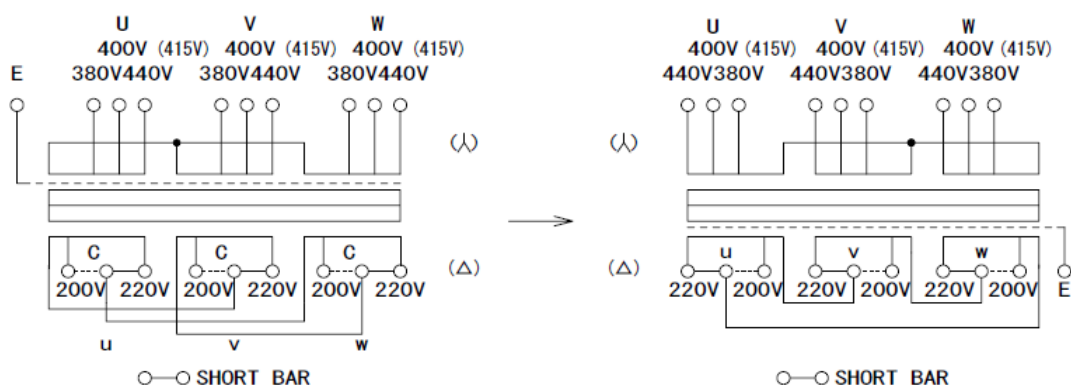 U V W
400V (415V) 400V (415V) 400V (415V)
E 380V440V 380V440V 380V440V
(人)
C C C
(△)
200V 220V 200V 220V 200V 220V
u v w
SHORT BAR
U V W
400V (415V) 400V (415V) 400V (415V)
440V380V 440V380V 440V380V
(人)
u v w
(△)
220V 200V 220V 200V 220V 200V E
SHORT BAR